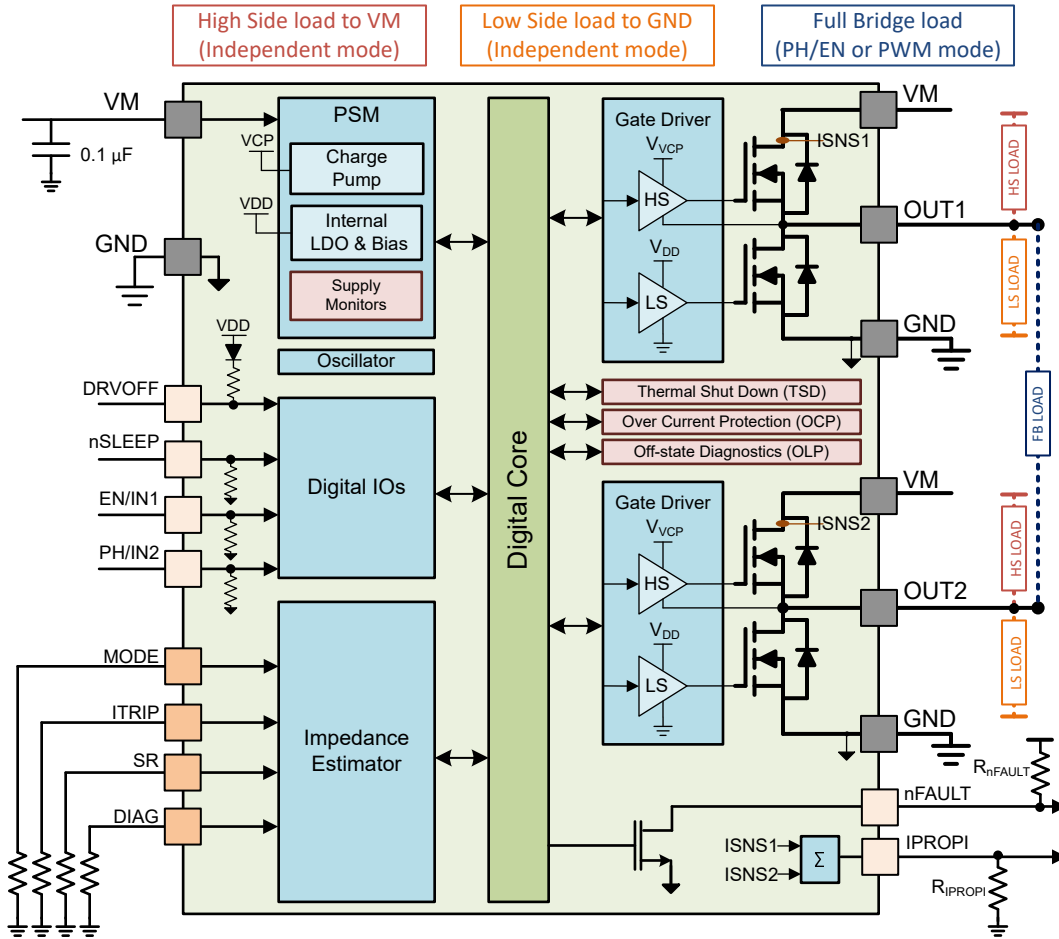 High Side load to VM
(Independent mode)
Low Side load to GND
(Independent mode)
Full Bridge load
(PH/EN or PWM mode)
VM
0.1 µF
GND
PSM
VCP
Charge
Pump
VDD
Internal
LDO & Bias
Supply
Monitors
Oscillator
VDD
DRVOFF
nSLEEP
EN/IN1
PH/IN2
Digital IOs
MODE
ITRIP
SR
DIAG
Impedance
Estimator
Digital Core
Gate Driver
VVCP
HS
VDD
LS
ISNS1
VM
OUT1
GND
HS LOAD
LS LOAD
FB LOAD
Thermal Shut Down (TSD)
Over Current Protection (OCP)
Off-state Diagnostics (OLP)
Gate Driver
VVCP
HS
VDD
LS
ISNS2
VM
OUT2
GND
HS LOAD
LS LOAD
RnFAULT
nFAULT
ISNS1
ISNS2
Σ
IPROPI
RIPROPI